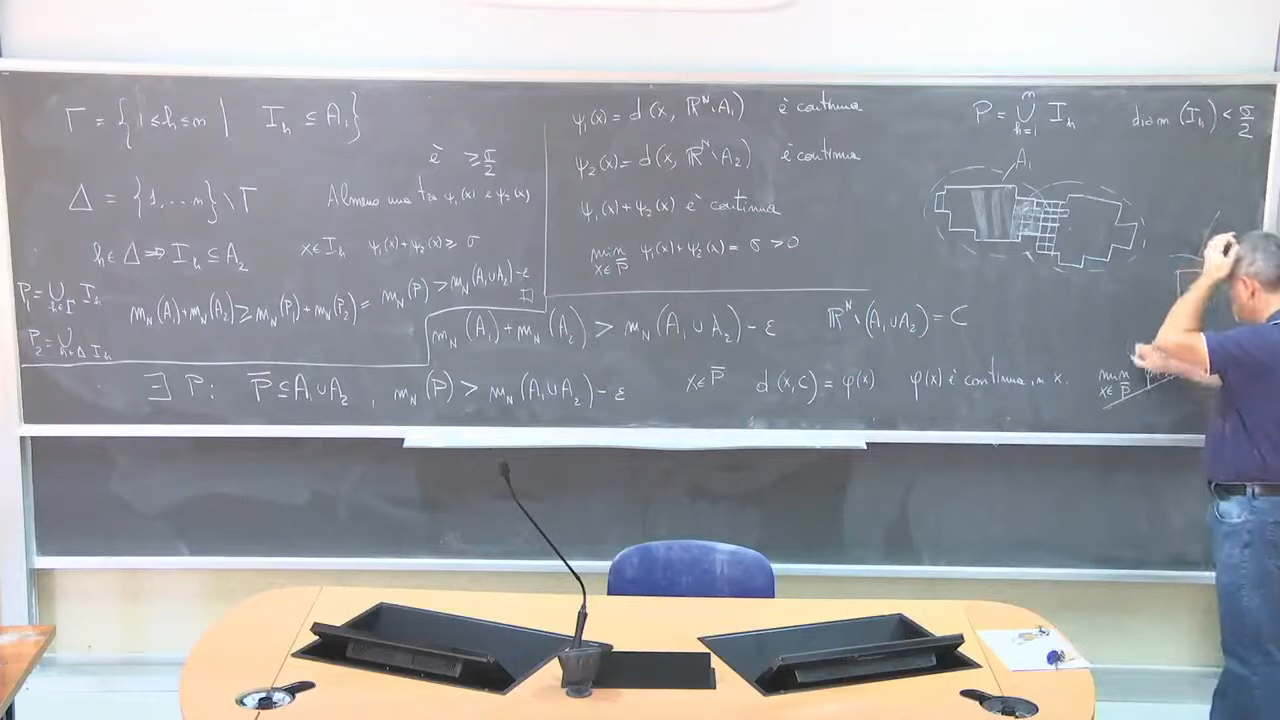 Γ = {1≤h≤n | I_h ⊆ A_1}
è ≥ σ/2
Δ = {1,...n} \ Γ Almeno una tra ψ_1(x) e ψ_2(x)
h∈Δ ⇒ I_h ⊆ A_2 x∈I_h ψ_1(x)+ψ_2(x) ≥ σ
P_1 = ⋃_{h∈Γ} I_h
P_2 = ⋃_{h∈Δ} I_h
m_N(A_1)+m_N(A_2) ≥ m_N(P_1)+m_N(P_2) = m_N(P) > m_N(A_1∪A_2)-ε
□
ψ_1(x) = d(x, ℝ^N \ A_1) è continua
ψ_2(x) = d(x, ℝ^N \ A_2) è continua
ψ_1(x)+ψ_2(x) è continua
min_{x∈P̅} ψ_1(x)+ψ_2(x) = σ > 0
P = ⋃_{h=1}^{m} I_h diam (I_h) < σ/2
A_1
m_N(A_1)+m_N(A_2) > m_N(A_1∪A_2)-ε ℝ^N \ (A_1∪A_2) = C
∃ P: P̅ ⊆ A_1∪A_2 , m_N(P) > m_N(A_1∪A_2)-ε x∈P̅ d(x,C) = φ(x) φ(x) è continua in x. min_{x∈P̅}